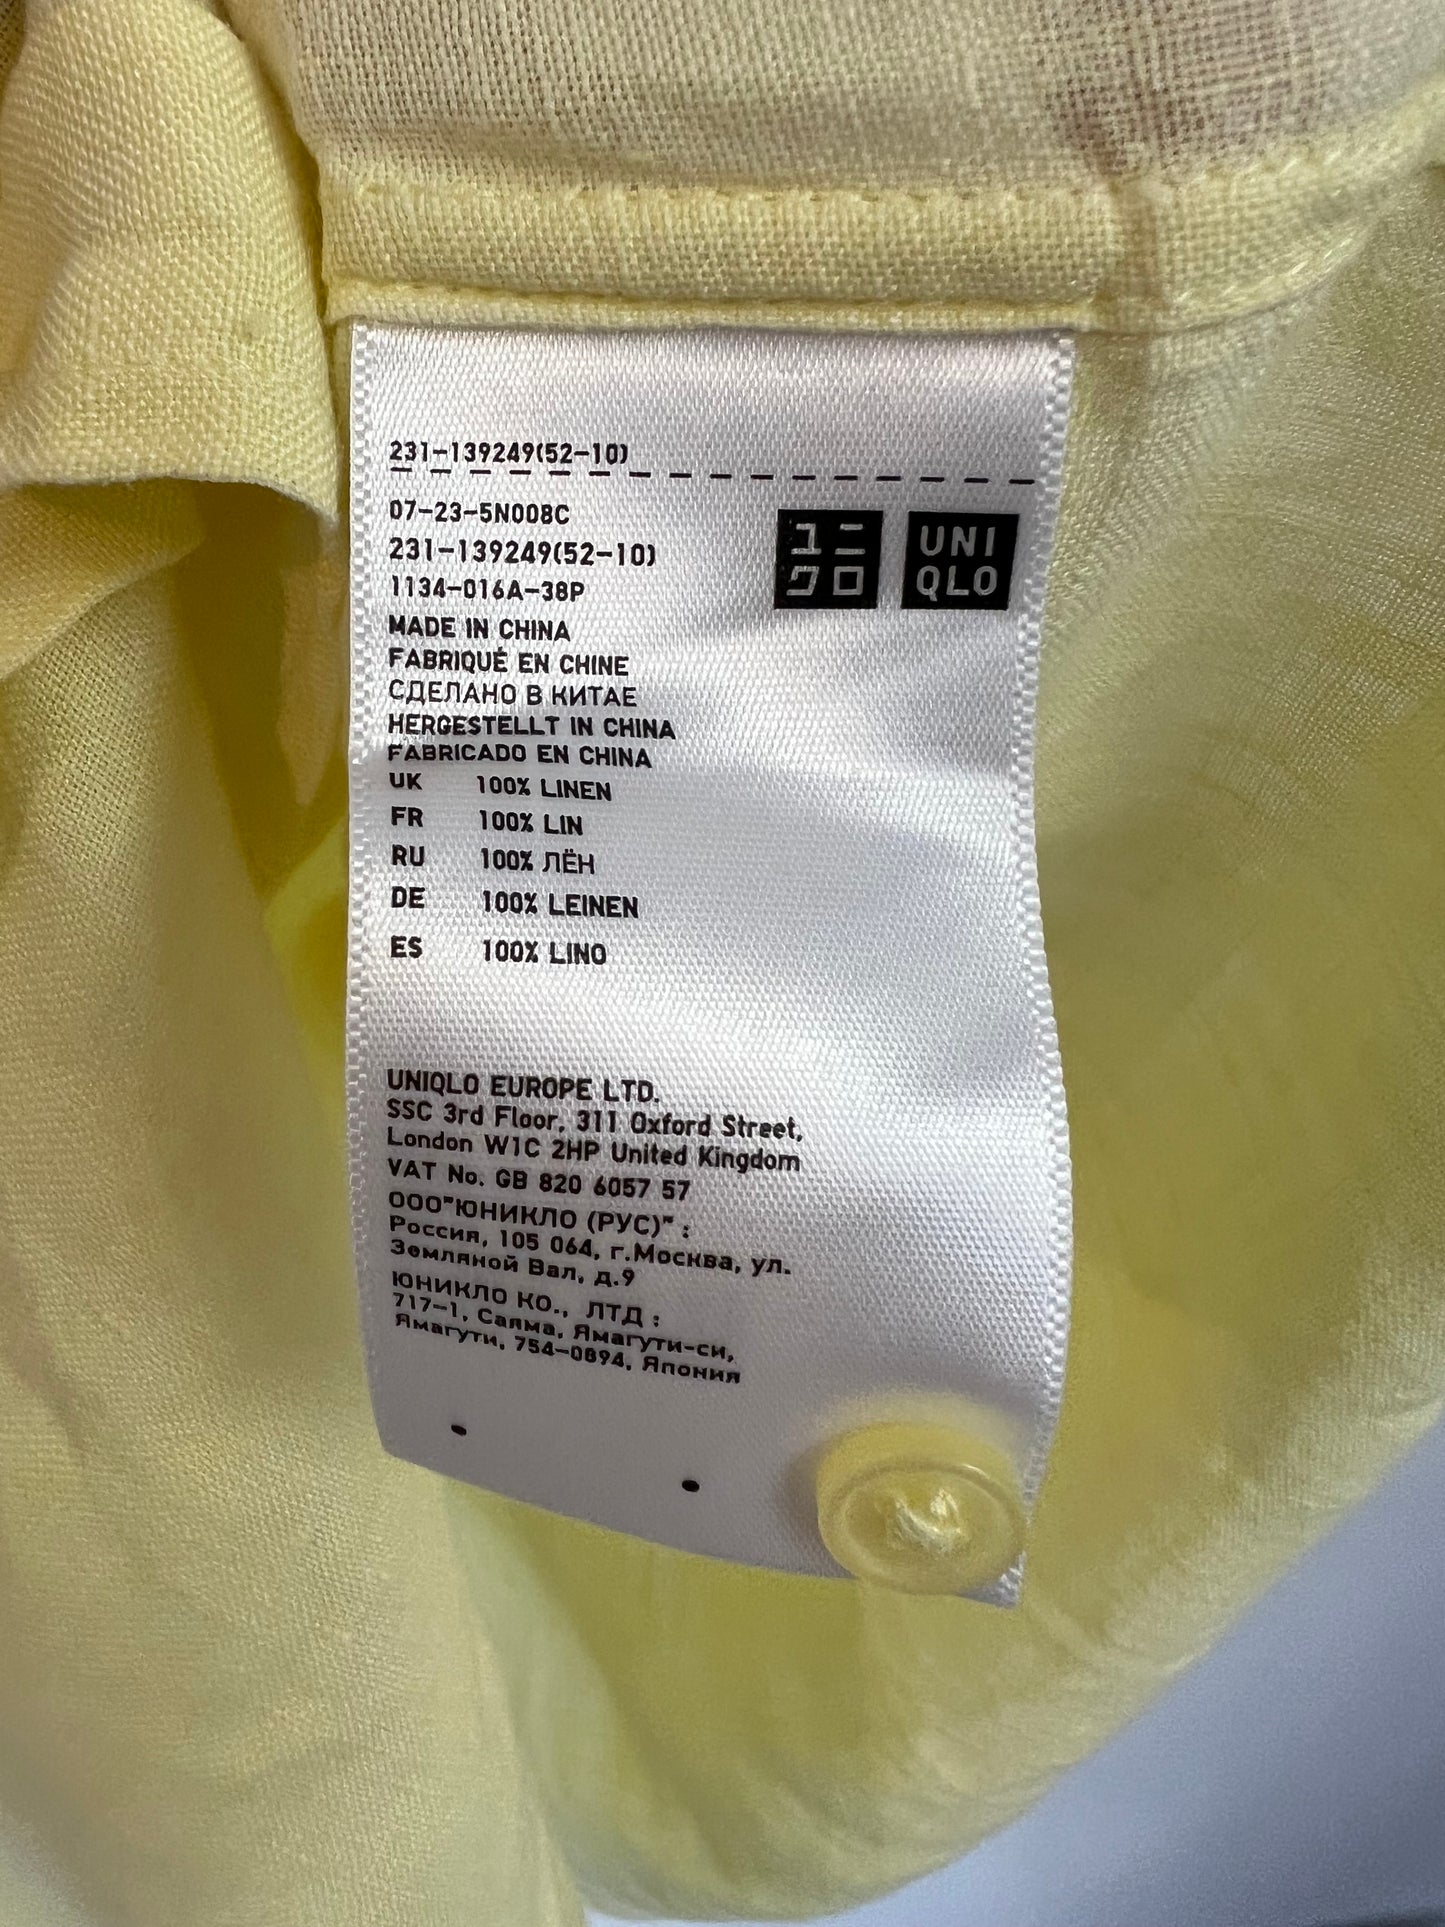 231-139249(52-10)
07-23-5N008C
231-139249(52-10)
1134-016A-38P
ユニ
クロ
UNI
QLO
MADE IN CHINA
FABRIQUÉ EN CHINE
СДЕЛАНО В КИТАЕ
HERGESTELLT IN CHINA
FABRICADO EN CHINA
UK 100% LINEN
FR 100% LIN
RU 100% ЛЁН
DE 100% LEINEN
ES 100% LINO
UNIQLO EUROPE LTD.
SSC 3rd Floor, 311 Oxford Street,
London W1C 2HP United Kingdom
VAT No. GB 820 6057 57
ООО"ЮНИКЛО (РУС)" :
Россия, 105 064, г.Москва, ул.
Земляной Вал, д.9
ЮНИКЛО КО., ЛТД :
717-1, Саяма, Ямагути-си,
Ямагути, 754-0894, Япония